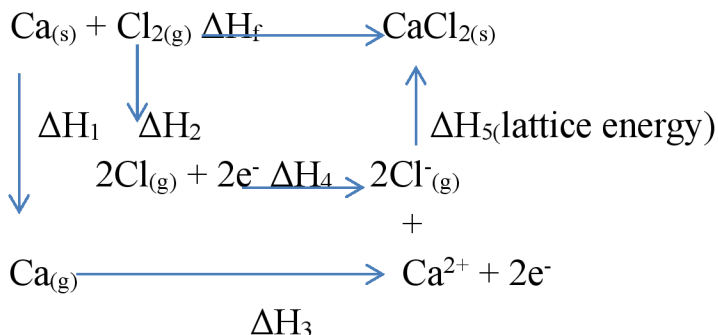 Ca(s) + Cl2(g) ΔHf CaCl2(s)
ΔH1 ΔH2 ΔH5(lattice energy)
2Cl(g) + 2e- ΔH4 2Cl-(g)
+
Ca(g) Ca2+ + 2e-
ΔH3